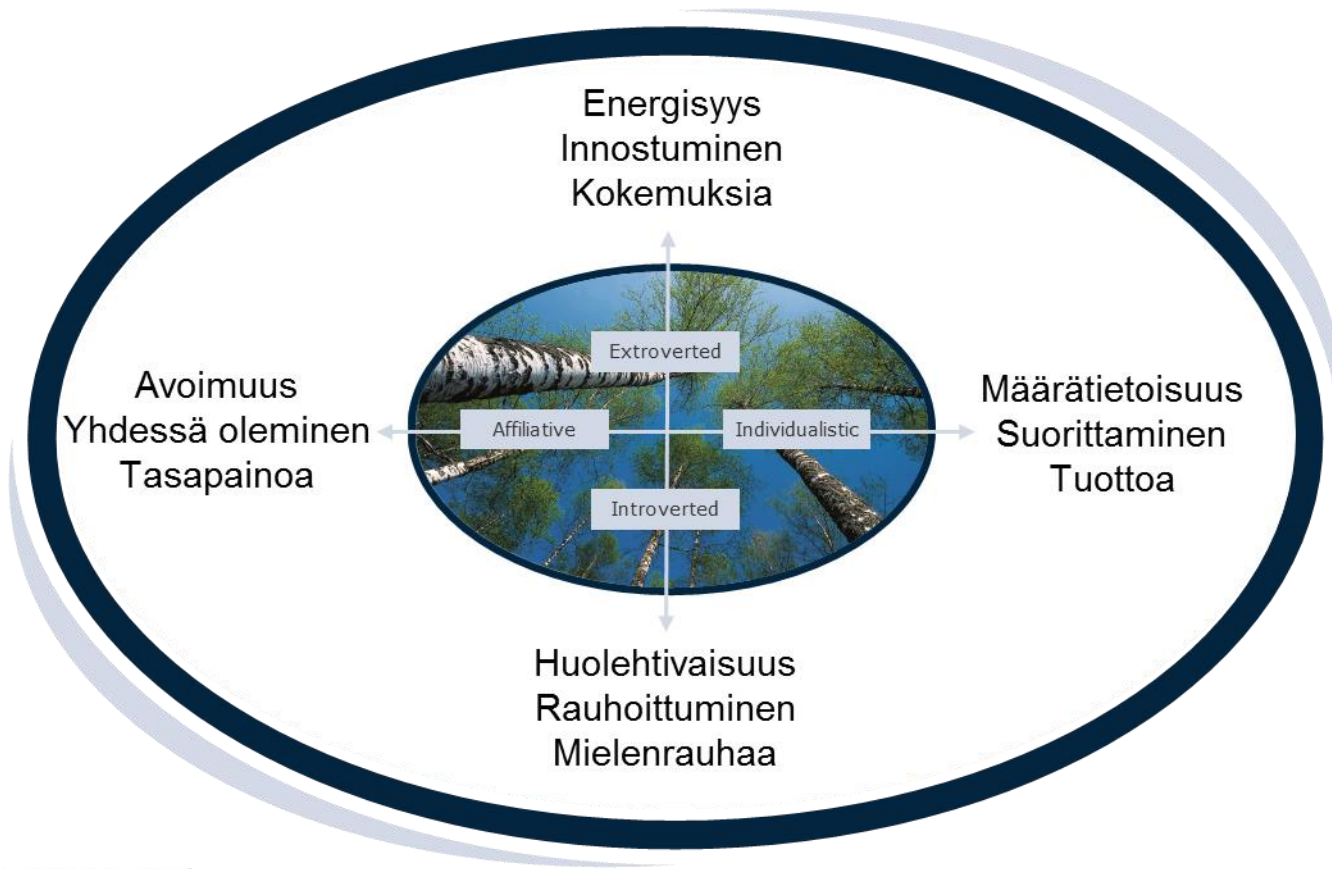 Energisyys
Innostuminen
Kokemuksia
Extroverted
Avoimuus
Yhdessä oleminen
Tasapainoa
Affiliative
Individualistic
Määrätietoisuus
Suorittaminen
Tuottoa
Introverted
Huolehtivaisuus
Rauhoittuminen
Mielenrauhaa